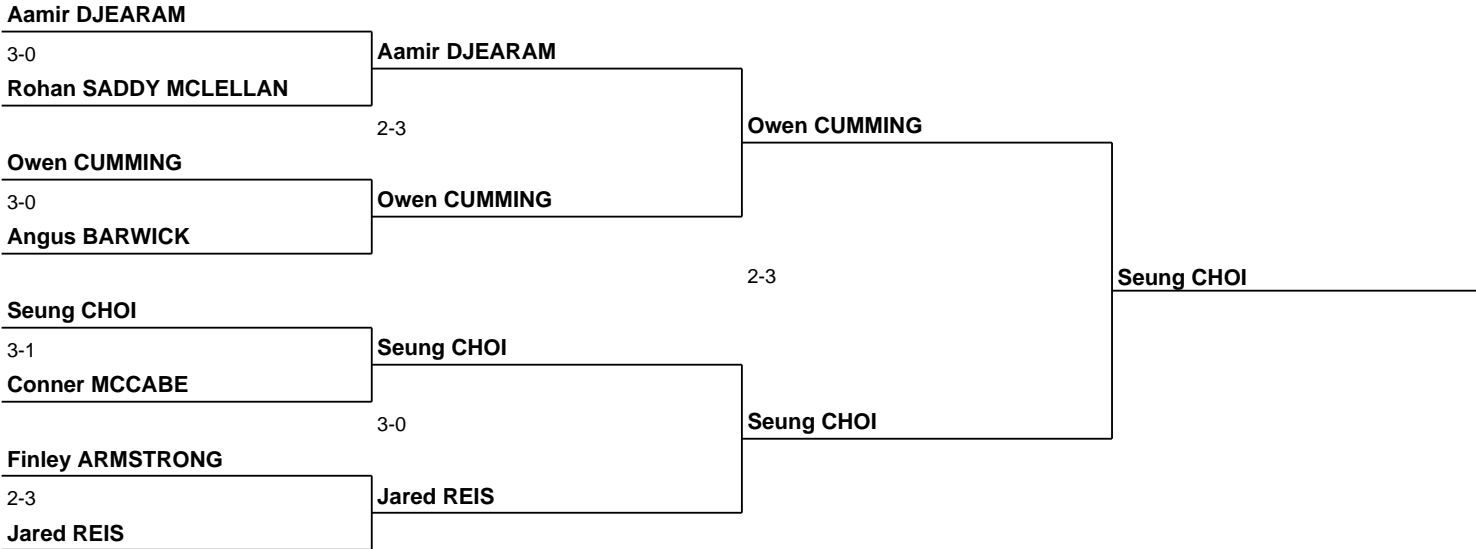 Aamir DJEARAM
3-0
Rohan SADDY MCLELLAN
Owen CUMMING
3-0
Angus BARWICK
Seung CHOI
3-1
Conner MCCABE
Finley ARMSTRONG
2-3
Jared REIS
Aamir DJEARAM
2-3
Owen CUMMING
Seung CHOI
3-0
Jared REIS
Owen CUMMING
2-3
Seung CHOI
Seung CHOI